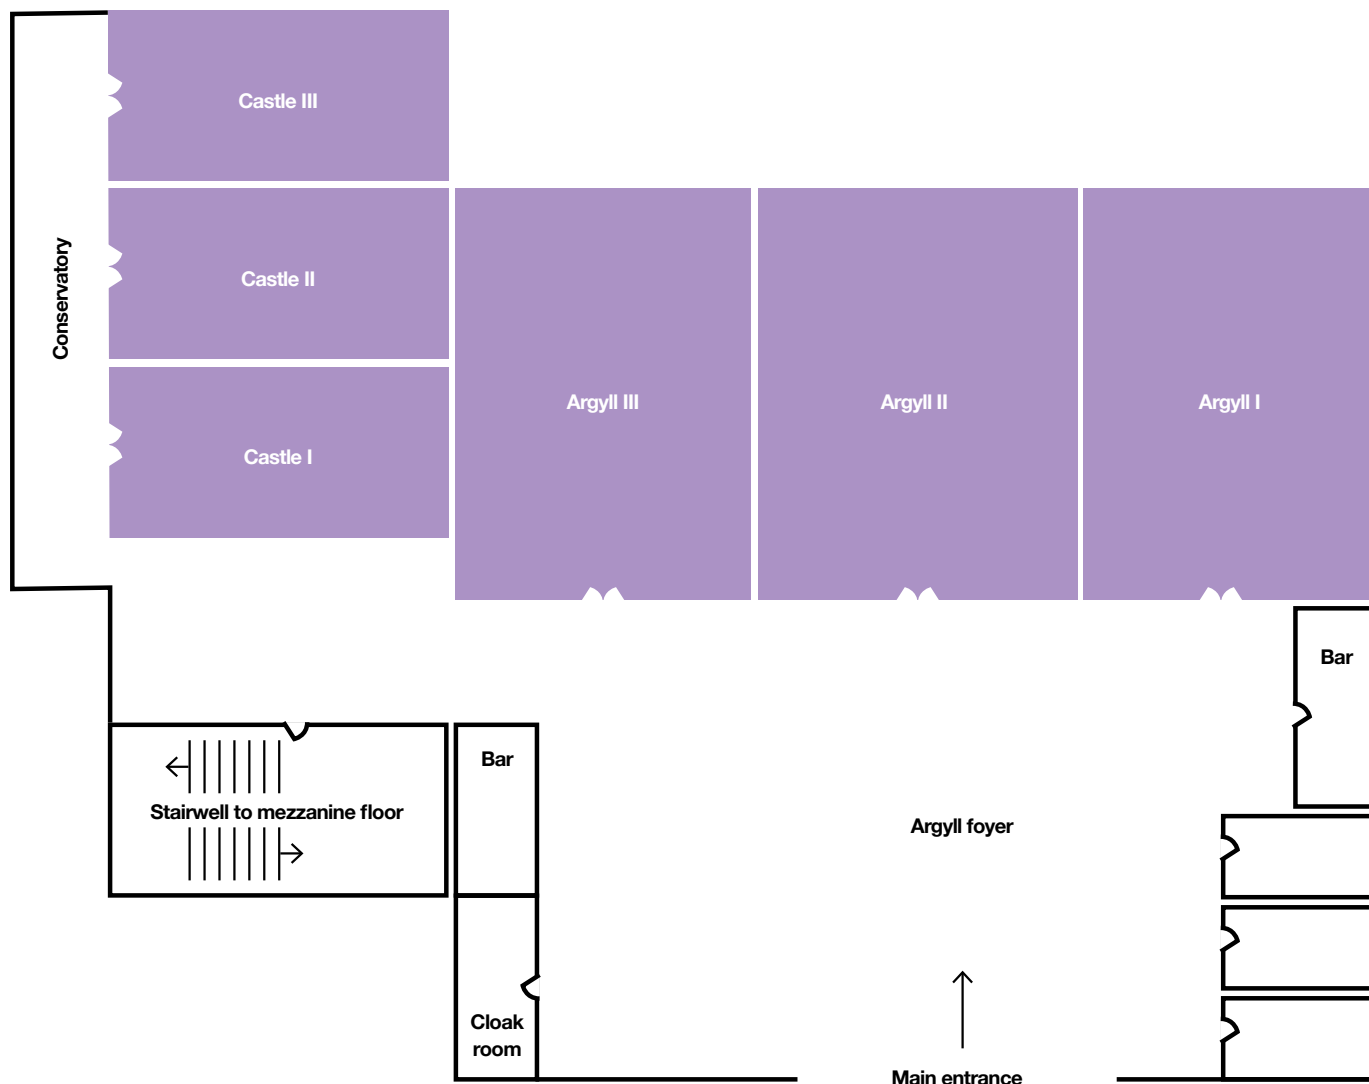 Castle III
Conservatory
Castle II
Argyll III
Argyll II
Argyll I
Castle I
Bar
Bar
Stairwell to mezzanine floor
Argyll foyer
Cloak
room
Main entrance